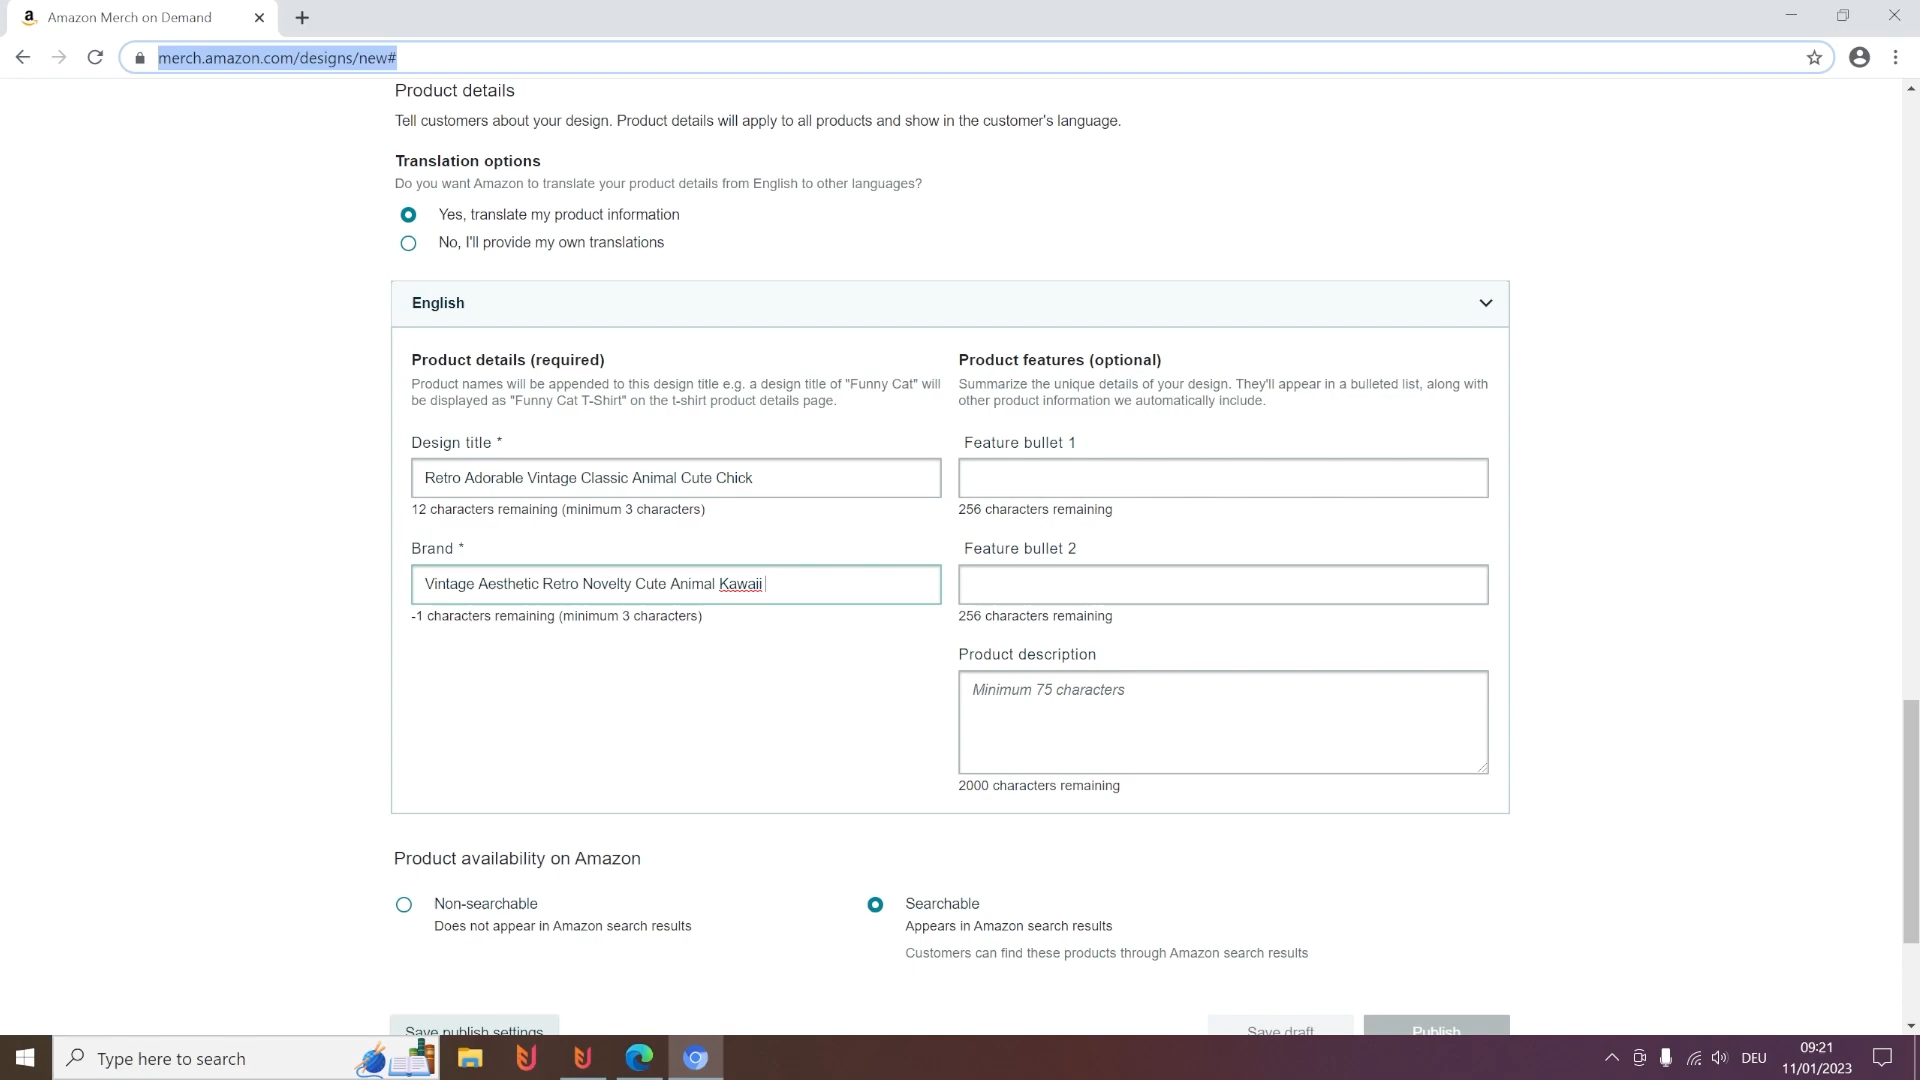 Amazon Merch on Demand
merch.amazon.com/designs/new#
Product details
Tell customers about your design. Product details will apply to all products and show in the customer's language.
Translation options
Do you want Amazon to translate your product details from English to other languages?
Yes, translate my product information
No, I'll provide my own translations
English
Product details (required)
Product names will be appended to this design title e.g. a design title of "Funny Cat" will
be displayed as "Funny Cat T-Shirt" on the t-shirt product details page.
Design title *
Retro Adorable Vintage Classic Animal Cute Chick
12 characters remaining (minimum 3 characters)
Brand *
Vintage Aesthetic Retro Novelty Cute Animal Kawaii
-1 characters remaining (minimum 3 characters)
Product features (optional)
Summarize the unique details of your design. They'll appear in a bulleted list, along with
other product information we automatically include.
Feature bullet 1
256 characters remaining
Feature bullet 2
256 characters remaining
Product description
Minimum 75 characters
2000 characters remaining
Product availability on Amazon
Non-searchable
Does not appear in Amazon search results
Searchable
Appears in Amazon search results
Customers can find these products through Amazon search results
Save publish settings
Save draft
Publish
Type here to search
DEU
09:21
11/01/2023